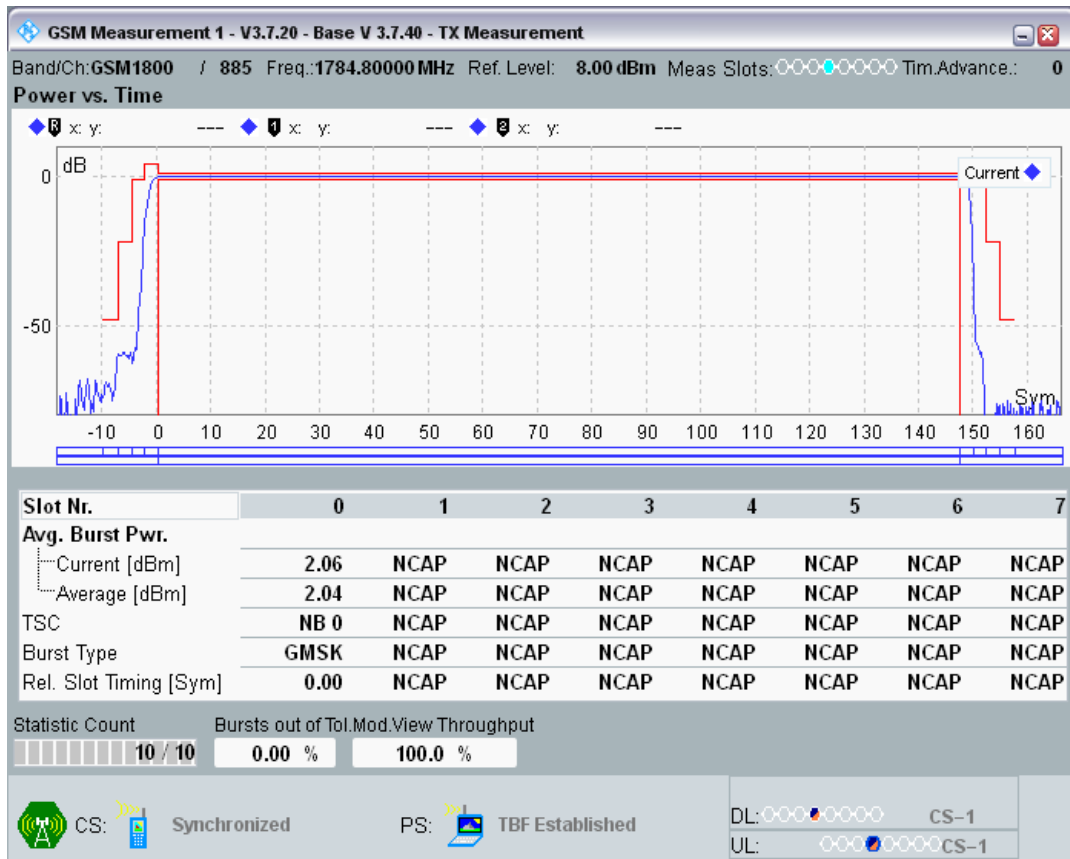 GSM Measurement 1 - V3.7.20 - Base V 3.7.40 - TX Measurement
Band/Ch:GSM1800 / 885 Freq.:1784.80000 MHz Ref. Level: 8.00 dBm Meas Slots: Tim.Advance.: 0
Power vs. Time
R x: y: --- 1 x: y: --- 2 x: y: ---
dB
Current
0
-50
Sym
-10 0 10 20 30 40 50 60 70 80 90 100 110 120 130 140 150 160
Slot Nr. 0 1 2 3 4 5 6 7
Avg. Burst Pwr.
Current [dBm] 2.06 NCAP NCAP NCAP NCAP NCAP NCAP NCAP
Average [dBm] 2.04 NCAP NCAP NCAP NCAP NCAP NCAP NCAP
TSC NB 0 NCAP NCAP NCAP NCAP NCAP NCAP NCAP
Burst Type GMSK NCAP NCAP NCAP NCAP NCAP NCAP NCAP
Rel. Slot Timing [Sym] 0.00 NCAP NCAP NCAP NCAP NCAP NCAP NCAP
Statistic Count Bursts out of Tol.Mod.View Throughput
10 / 10 0.00 % 100.0 %
CS: Synchronized PS: TBF Established DL: CS-1
UL: CS-1